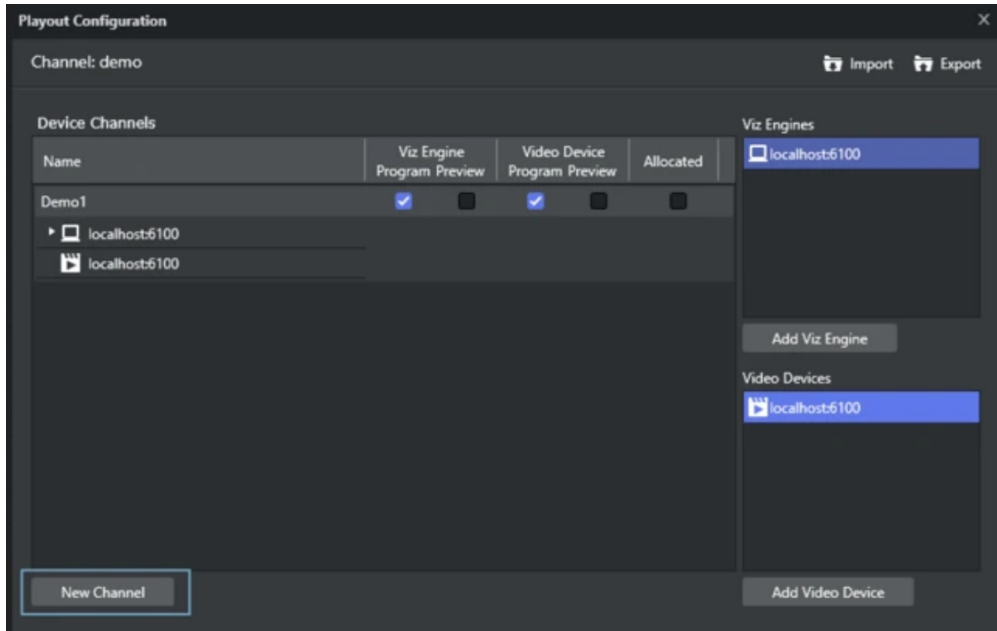 Playout Configuration
Channel: demo
Import
Export
Device Channels
Name
Viz Engine
Program Preview
Video Device
Program Preview
Allocated
Demo1
localhost:6100
localhost:6100
New Channel
Viz Engines
localhost:6100
Add Viz Engine
Video Devices
localhost:6100
Add Video Device